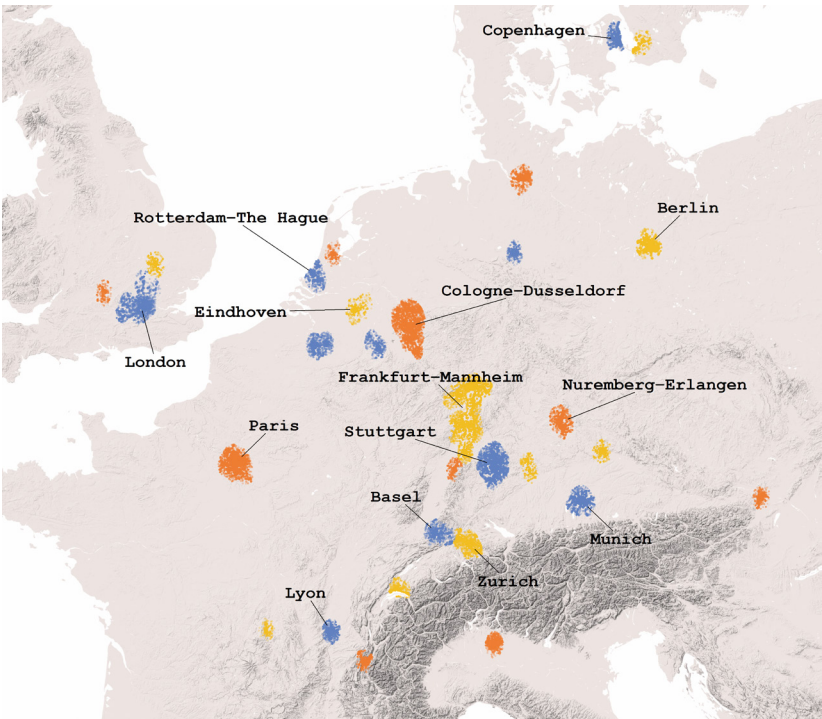 Copenhagen
Berlin
Rotterdam–The Hague
Cologne–Dusseldorf
Eindhoven
London
Frankfurt–Mannheim
Nuremberg–Erlangen
Paris
Stuttgart
Basel
Munich
Zurich
Lyon